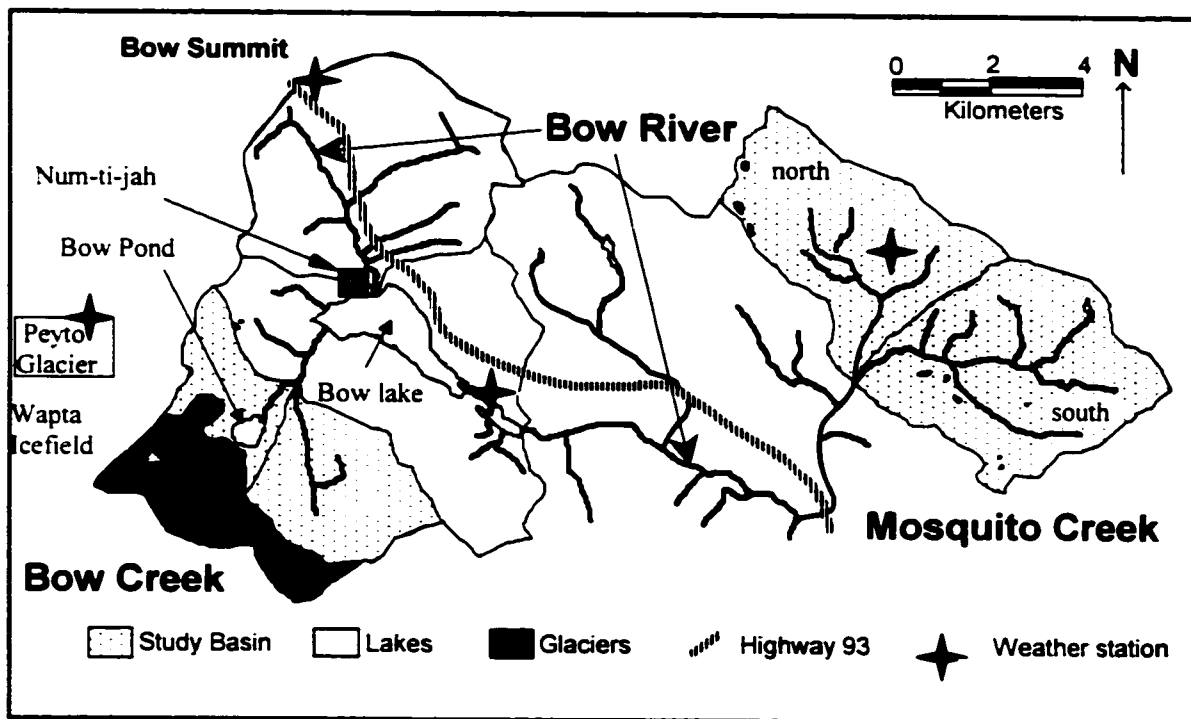 Bow Summit
0 2 4
Kilometers
N
Bow River
north
Num-ti-jah
Bow Pond
Peyto
Glacier
Bow lake
Wapta
Icefield
south
Mosquito Creek
Bow Creek
Study Basin
Lakes
Glaciers
Highway 93
Weather station